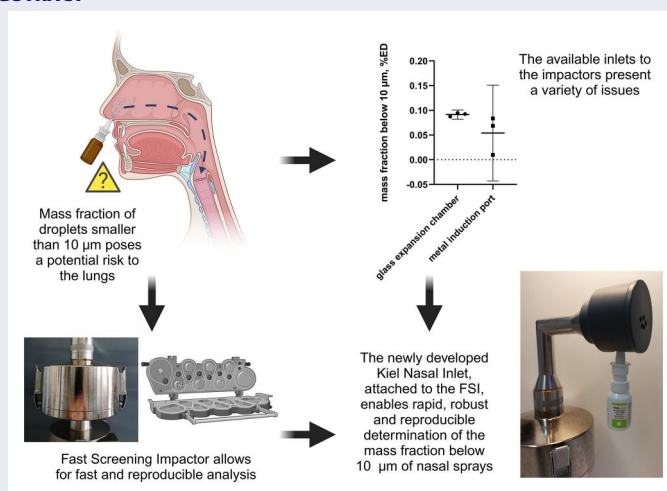 mass fraction below 10 µm, %ED
0.20
0.15
0.10
0.05
0.00
-0.05
glass expansion chamber
metal induction port
The available inlets to
the impactors present
a variety of issues
?
Mass fraction of
droplets smaller
than 10 µm poses
a potential risk to
the lungs
Fast Screening Impactor allows
for fast and reproducible analysis
The newly developed
Kiel Nasal Inlet,
attached to the FSI,
enables rapid, robust
and reproducible
determination of the
mass fraction below
10 µm of nasal sprays